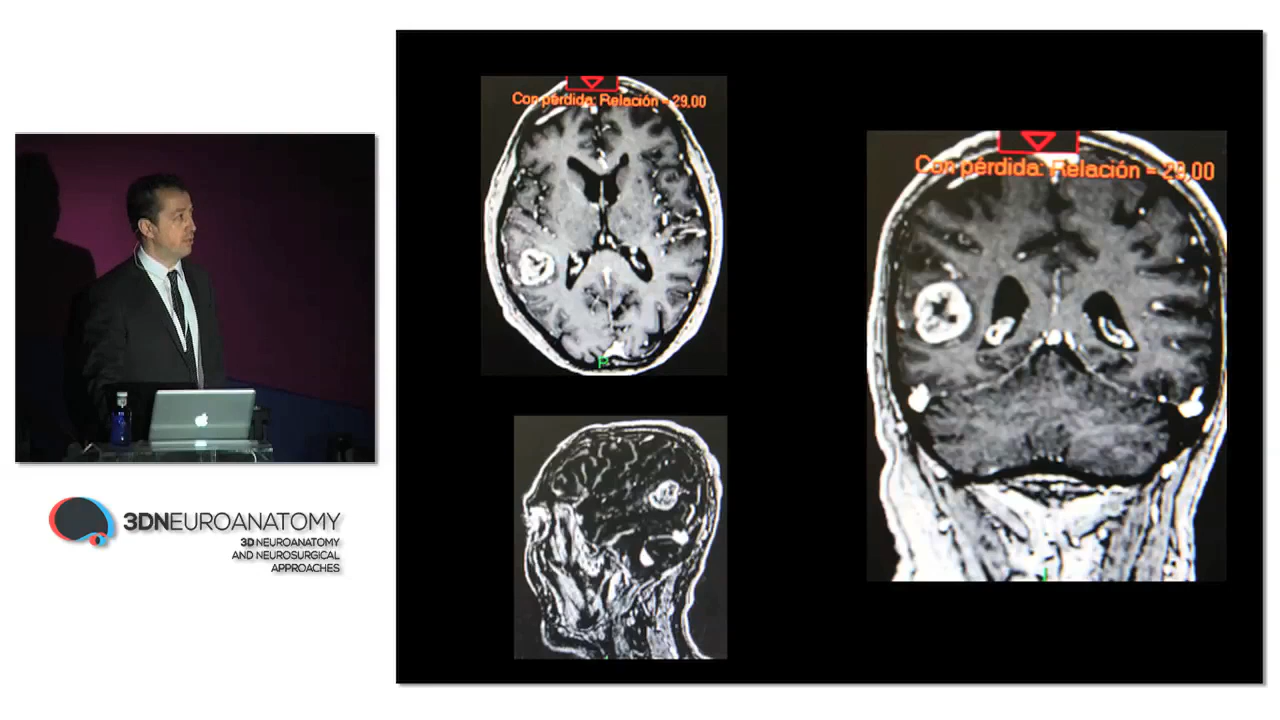 Con pérdida: Relación = 29,00
P
Con pérdida: Relación = 29,00
3DNEUROANATOMY
3D NEUROANATOMY
AND NEUROSURGICAL
APPROACHES